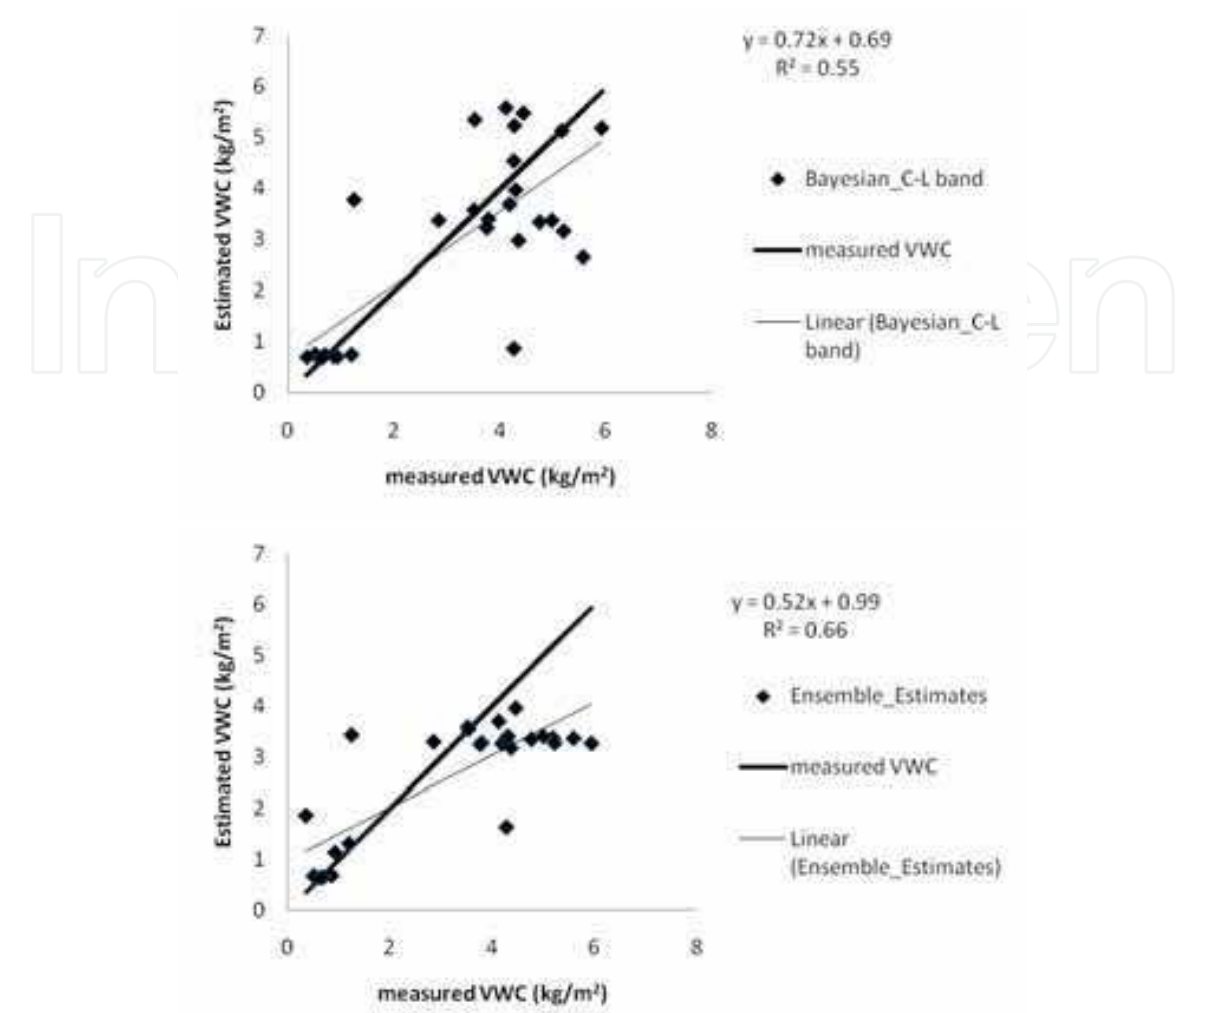 7
6
5
4
3
2
1
0
Estimated VWC (kg/m²)
0 2 4 6 8
measured VWC (kg/m²)
y = 0.72x + 0.69
R² = 0.55
Bayesian_C-L band
measured VWC
Linear (Bayesian_C-L
band)
7
6
5
4
3
2
1
0
Estimated VWC (kg/m²)
0 2 4 6 8
measured VWC (kg/m²)
y = 0.52x + 0.99
R² = 0.66
Ensemble_Estimates
measured VWC
Linear
(Ensemble_Estimates)